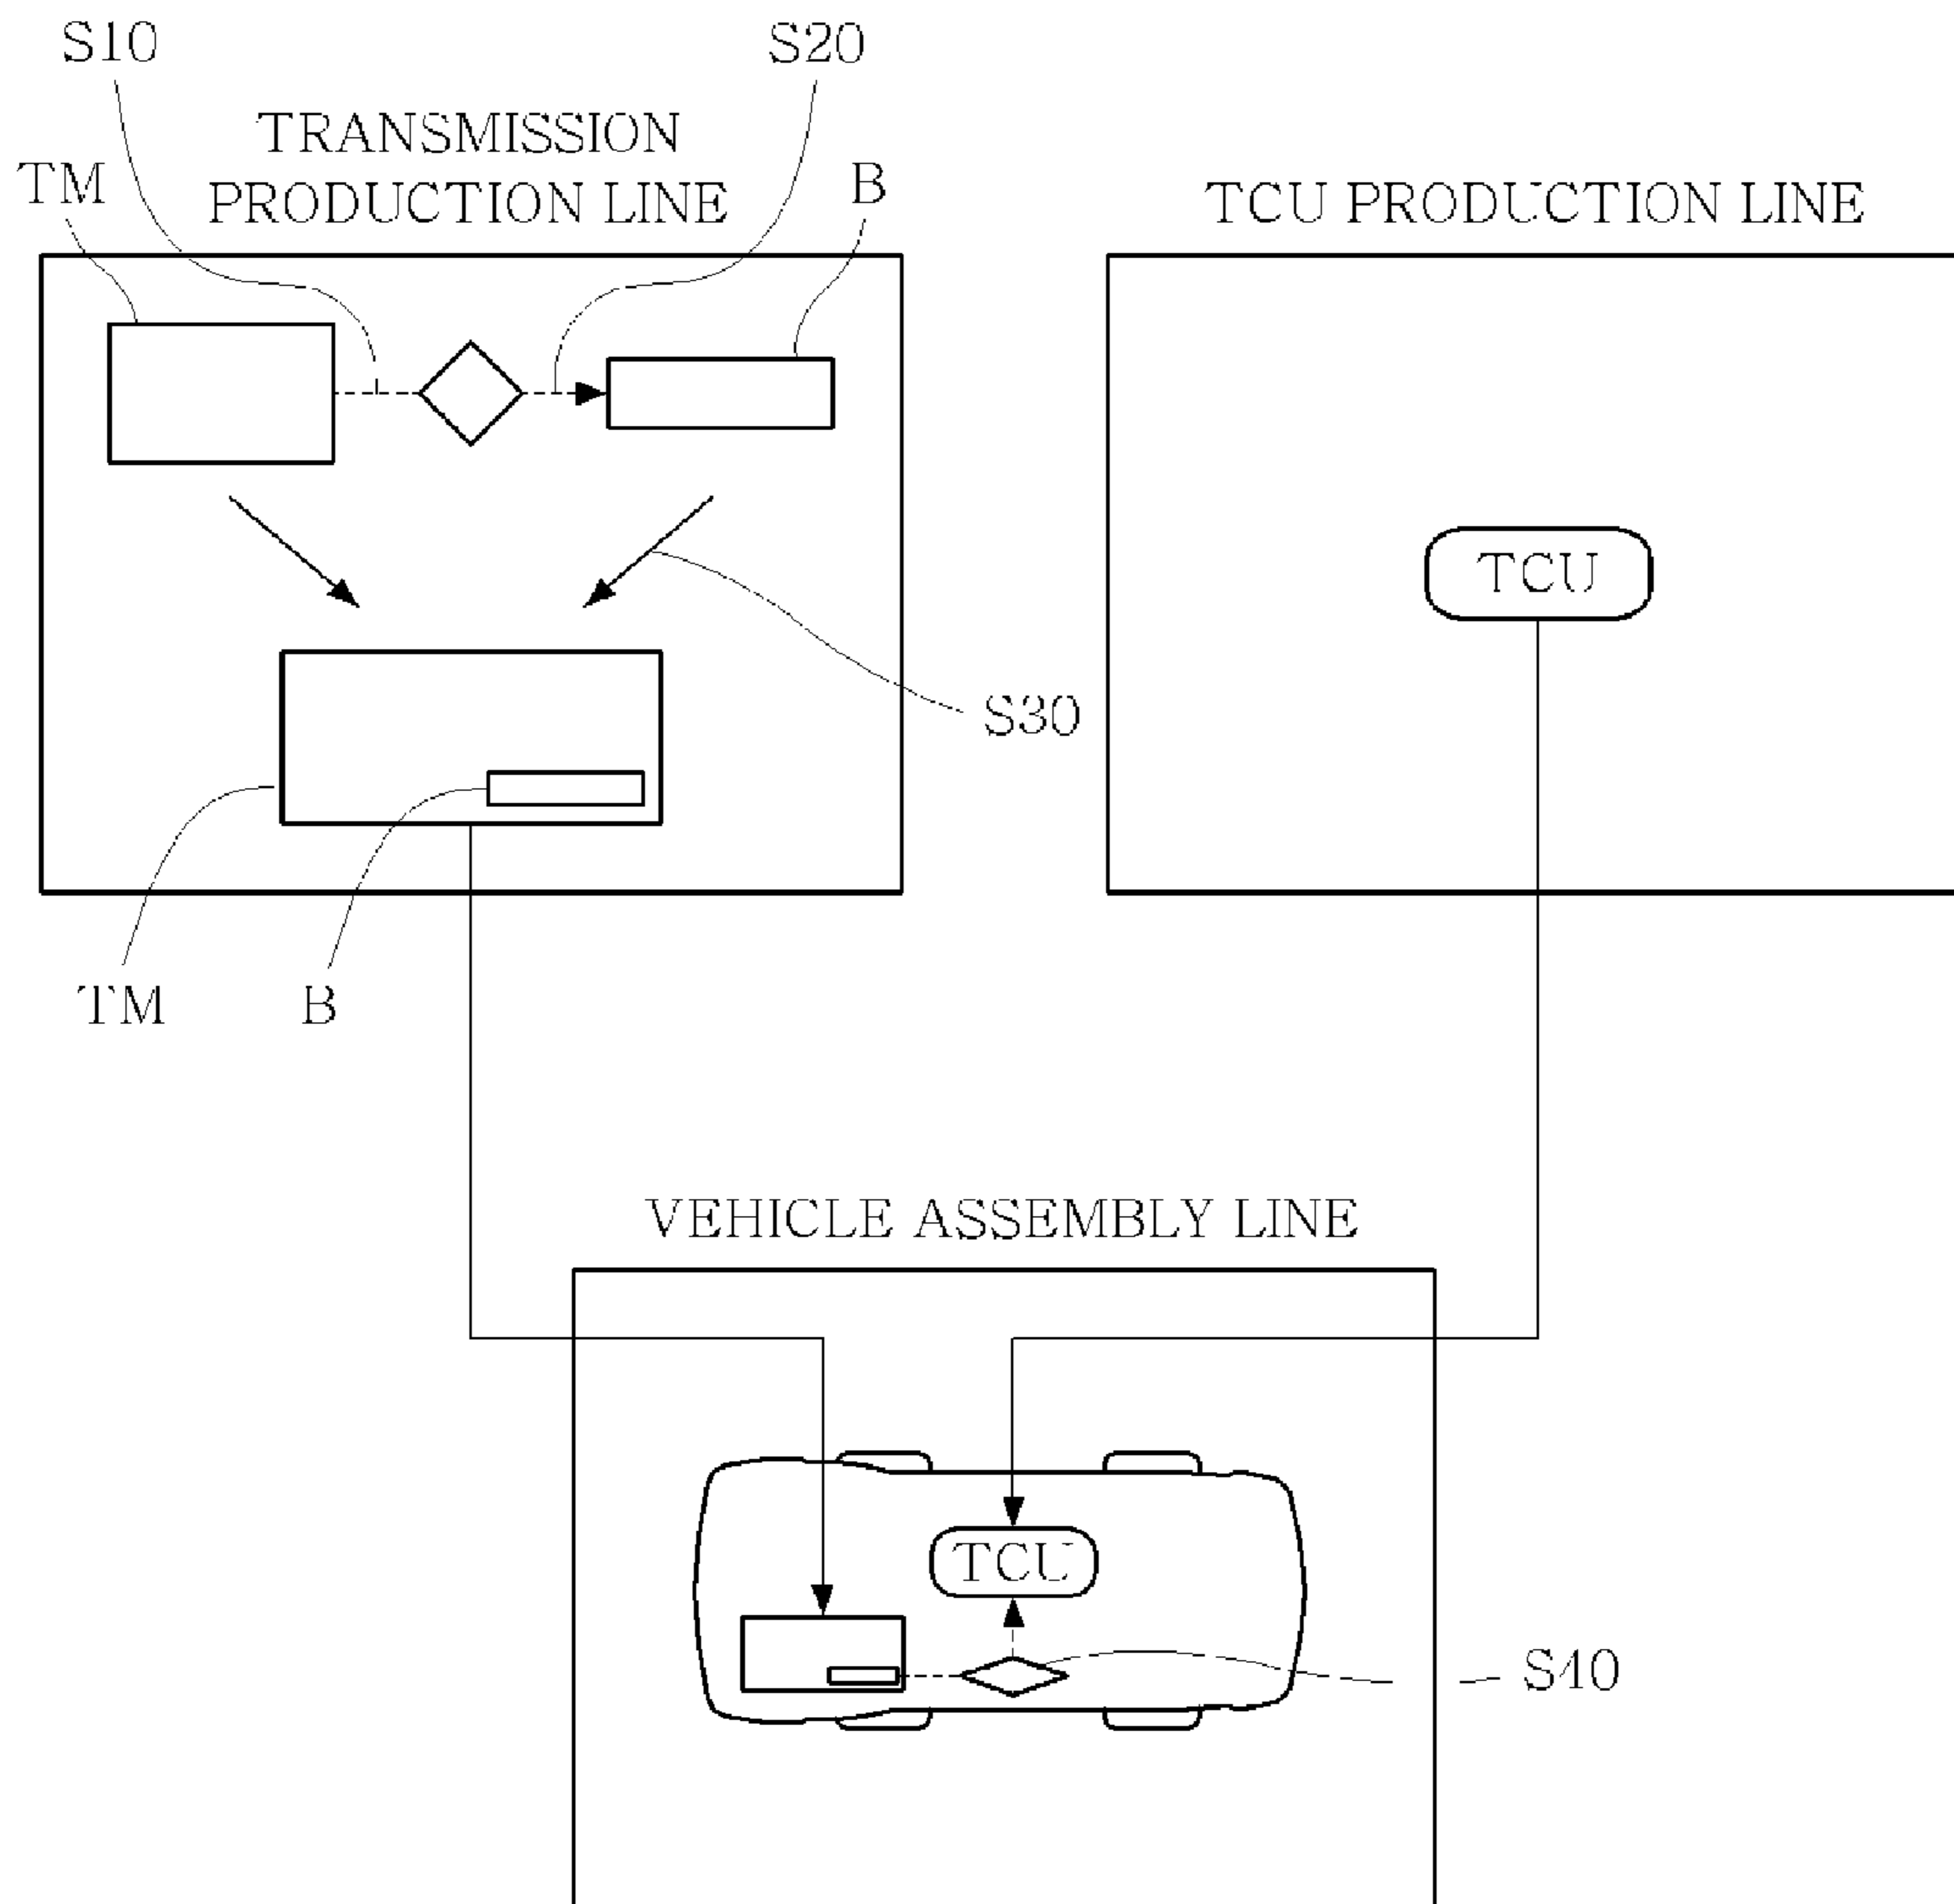 S10
S20
TRANSMISSION
PRODUCTION LINE
TM
B
TCU PRODUCTION LINE
TCU
S30
TM
B
VEHICLE ASSEMBLY LINE
TCU
S40